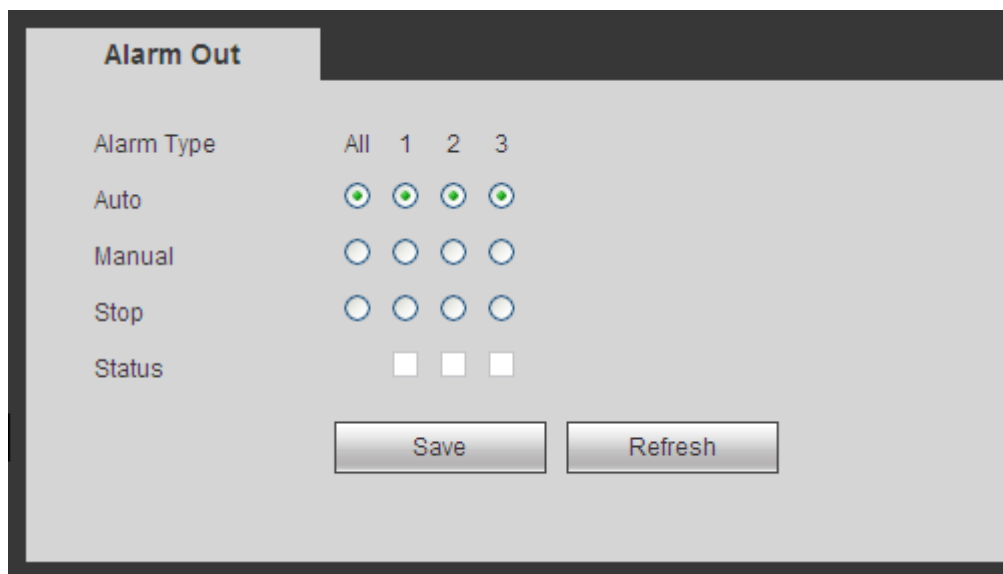 Alarm Out
Alarm Type All 1 2 3
Auto
Manual
Stop
Status
Save Refresh